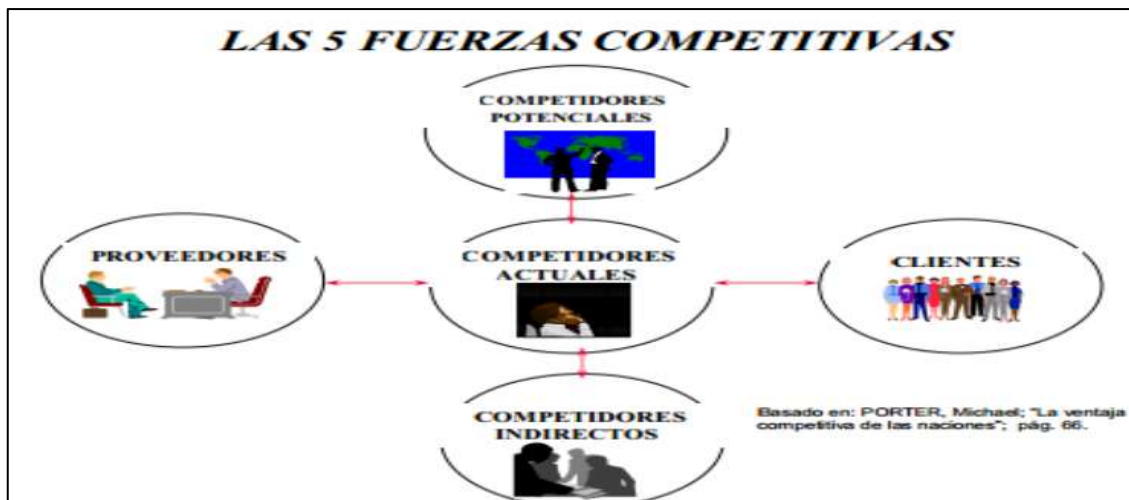 LAS 5 FUERZAS COMPETITIVAS
COMPETIDORES
POTENCIALES
PROVEEDORES
COMPETIDORES
ACTUALES
CLIENTES
COMPETIDORES
INDIRECTOS
Basado en: PORTER, Michael; "La ventaja
competitiva de las naciones"; pág. 66.